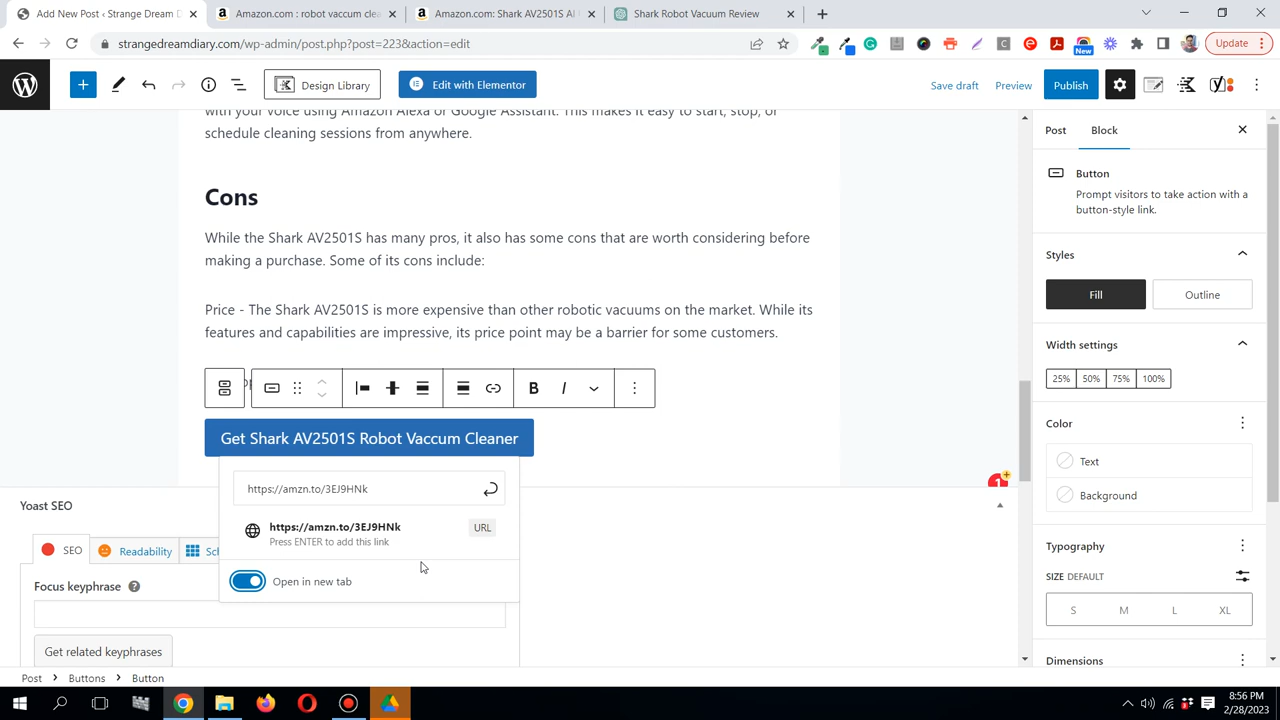 Add New Post ‹ Strange Dream D
Amazon.com : robot vaccum clea
Amazon.com: Shark AV2501S AI
Shark Robot Vacuum Review
strangedreamdiary.com/wp-admin/post.php?post=223&action=edit
New
Update
Design Library
Edit with Elementor
Save draft
Preview
Publish
with your voice using Amazon Alexa or Google Assistant. This makes it easy to start, stop, or
schedule cleaning sessions from anywhere.
Cons
While the Shark AV2501S has many pros, it also has some cons that are worth considering before
making a purchase. Some of its cons include:
Price - The Shark AV2501S is more expensive than other robotic vacuums on the market. While its
features and capabilities are impressive, its price point may be a barrier for some customers.
B
I
Get Shark AV2501S Robot Vaccum Cleaner
https://amzn.to/3EJ9HNk
https://amzn.to/3EJ9HNk
URL
Press ENTER to add this link
Open in new tab
1
Yoast SEO
SEO
Readability
Sc
Focus keyphrase
Get related keyphrases
Post
Buttons
Button
Post
Block
Button
Prompt visitors to take action with a
button-style link.
Styles
Fill
Outline
Width settings
25%
50%
75%
100%
Color
Text
Background
Typography
SIZE DEFAULT
S
M
L
XL
Dimensions
8:56 PM
2/28/2023